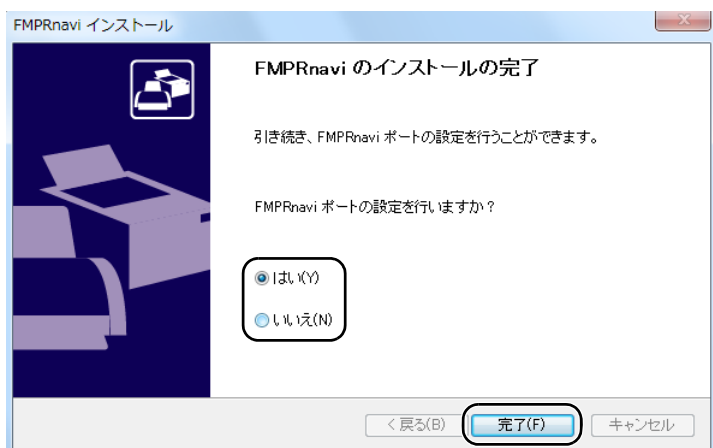 FMPRnavi インストール
FMPRnavi のインストールの完了
引き続き、FMPRnavi ポートの設定を行うことができます。
FMPRnavi ポートの設定を行いますか？
はい(Y)
いいえ(N)
< 戻る(B) 完了(F) キャンセル